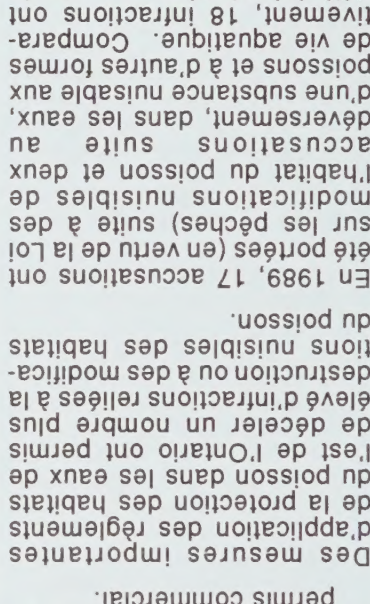 permis commercial.
Des mesures importantes
d'application des règlements
de la protection des habitats
du poisson dans les eaux de
l'est de l'Ontario ont permis
de déceler un nombre plus
élevé d'infractions reliées à la
destruction ou à des modifica-
tions nuisibles des habitats
du poisson.
En 1989, 17 accusations ont
été portées (en vertu de la Loi
sur les pêches) suite à des
modifications nuisibles de
l'habitat du poisson et deux
accusations suite au
déversement, dans les eaux,
d'une substance nuisable aux
poissons et à d'autres formes
de vie aquatique. Compara-
tivement, 18 infractions ont